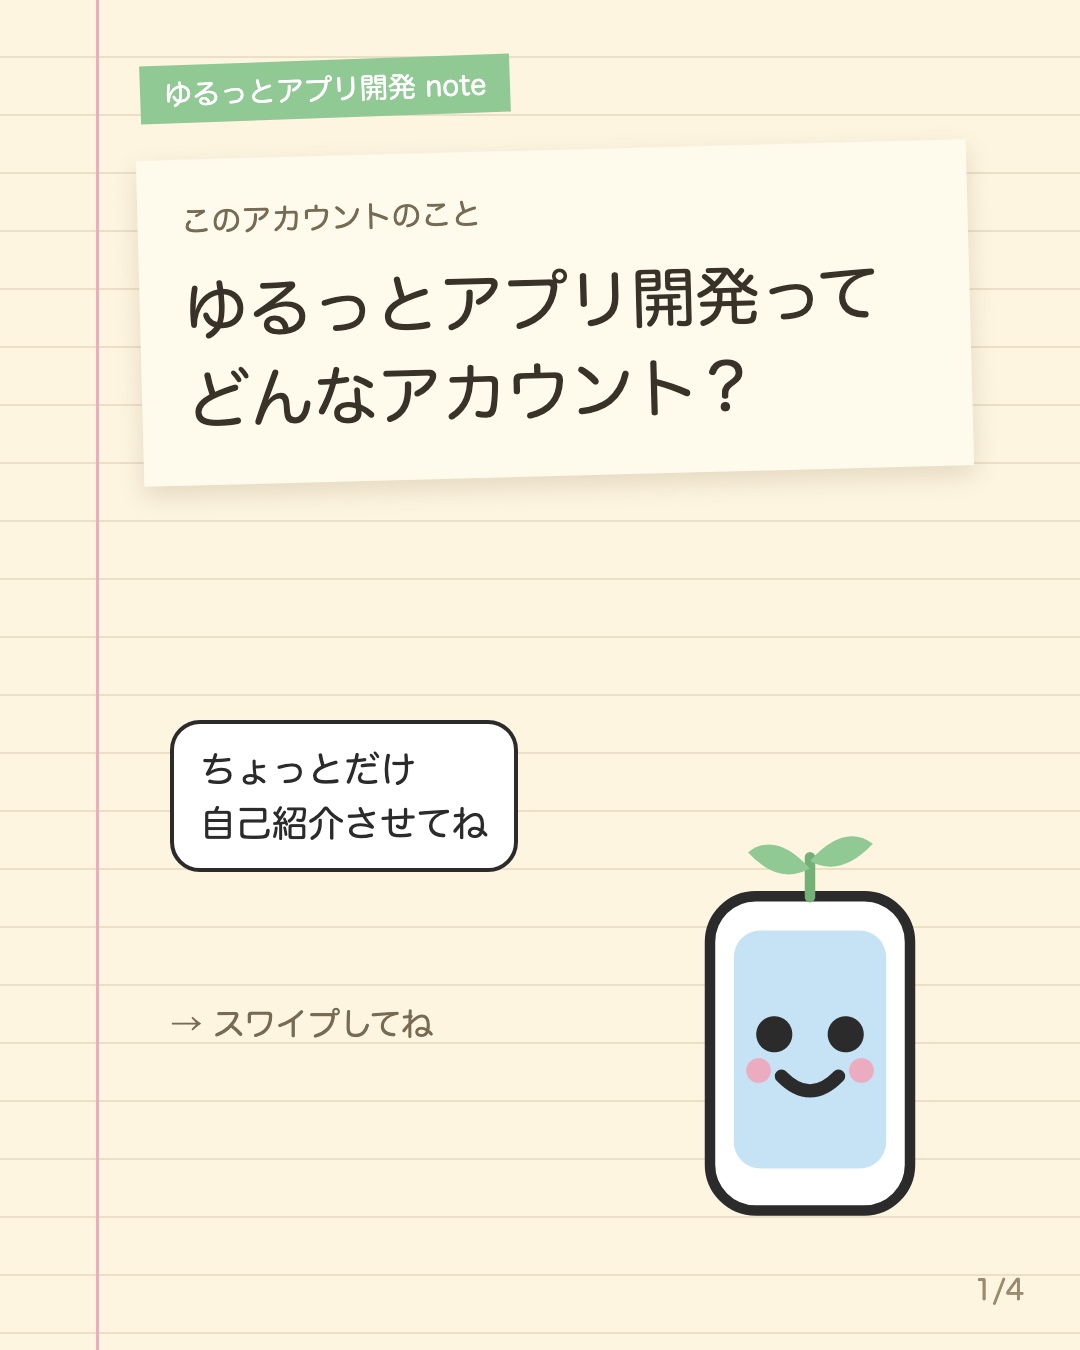 ゆるっとアプリ開発 note
このアカウントのこと
ゆるっとアプリ開発って
どんなアカウント？
ちょっとだけ
自己紹介させてね
→ スワイプしてね
1/4